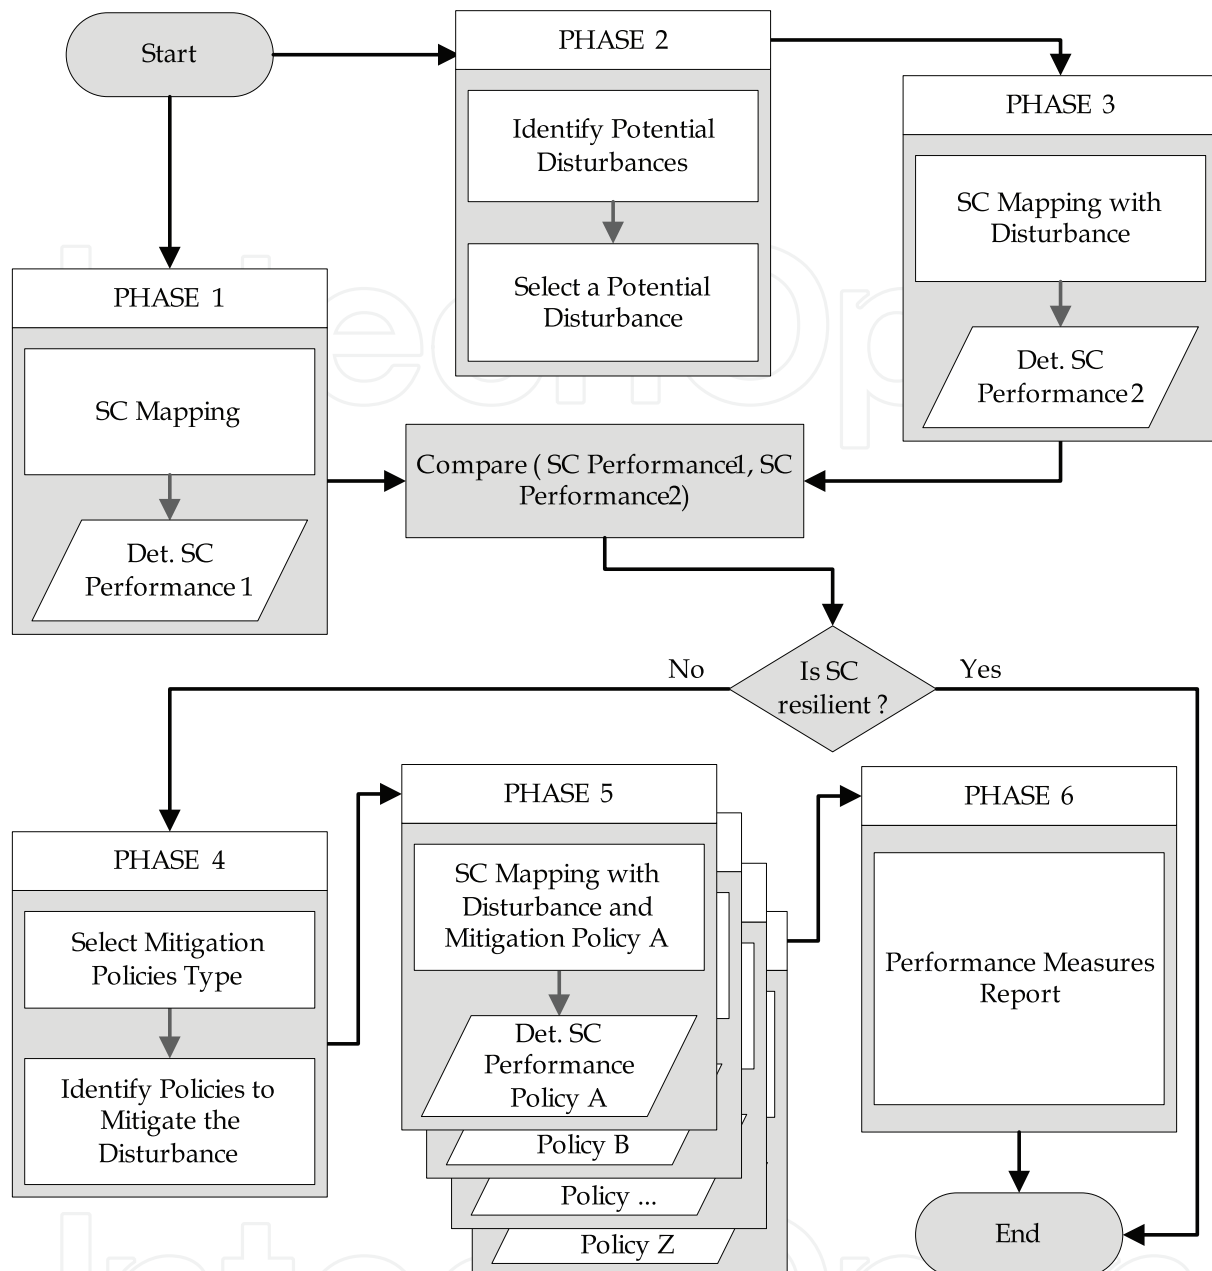 Start
PHASE 2
Identify Potential
Disturbances
Select a Potential
Disturbance
PHASE 3
SC Mapping with
Disturbance
Det. SC
Performance 2
PHASE 1
SC Mapping
Det. SC
Performance 1
Compare ( SC Performance1, SC
Performance2)
Is SC
resilient ?
No
Yes
PHASE 4
Select Mitigation
Policies Type
Identify Policies to
Mitigate the
Disturbance
PHASE 5
SC Mapping with
Disturbance and
Mitigation Policy A
Det. SC
Performance
Policy A
Policy B
Policy ...
Policy Z
PHASE 6
Performance Measures
Report
End